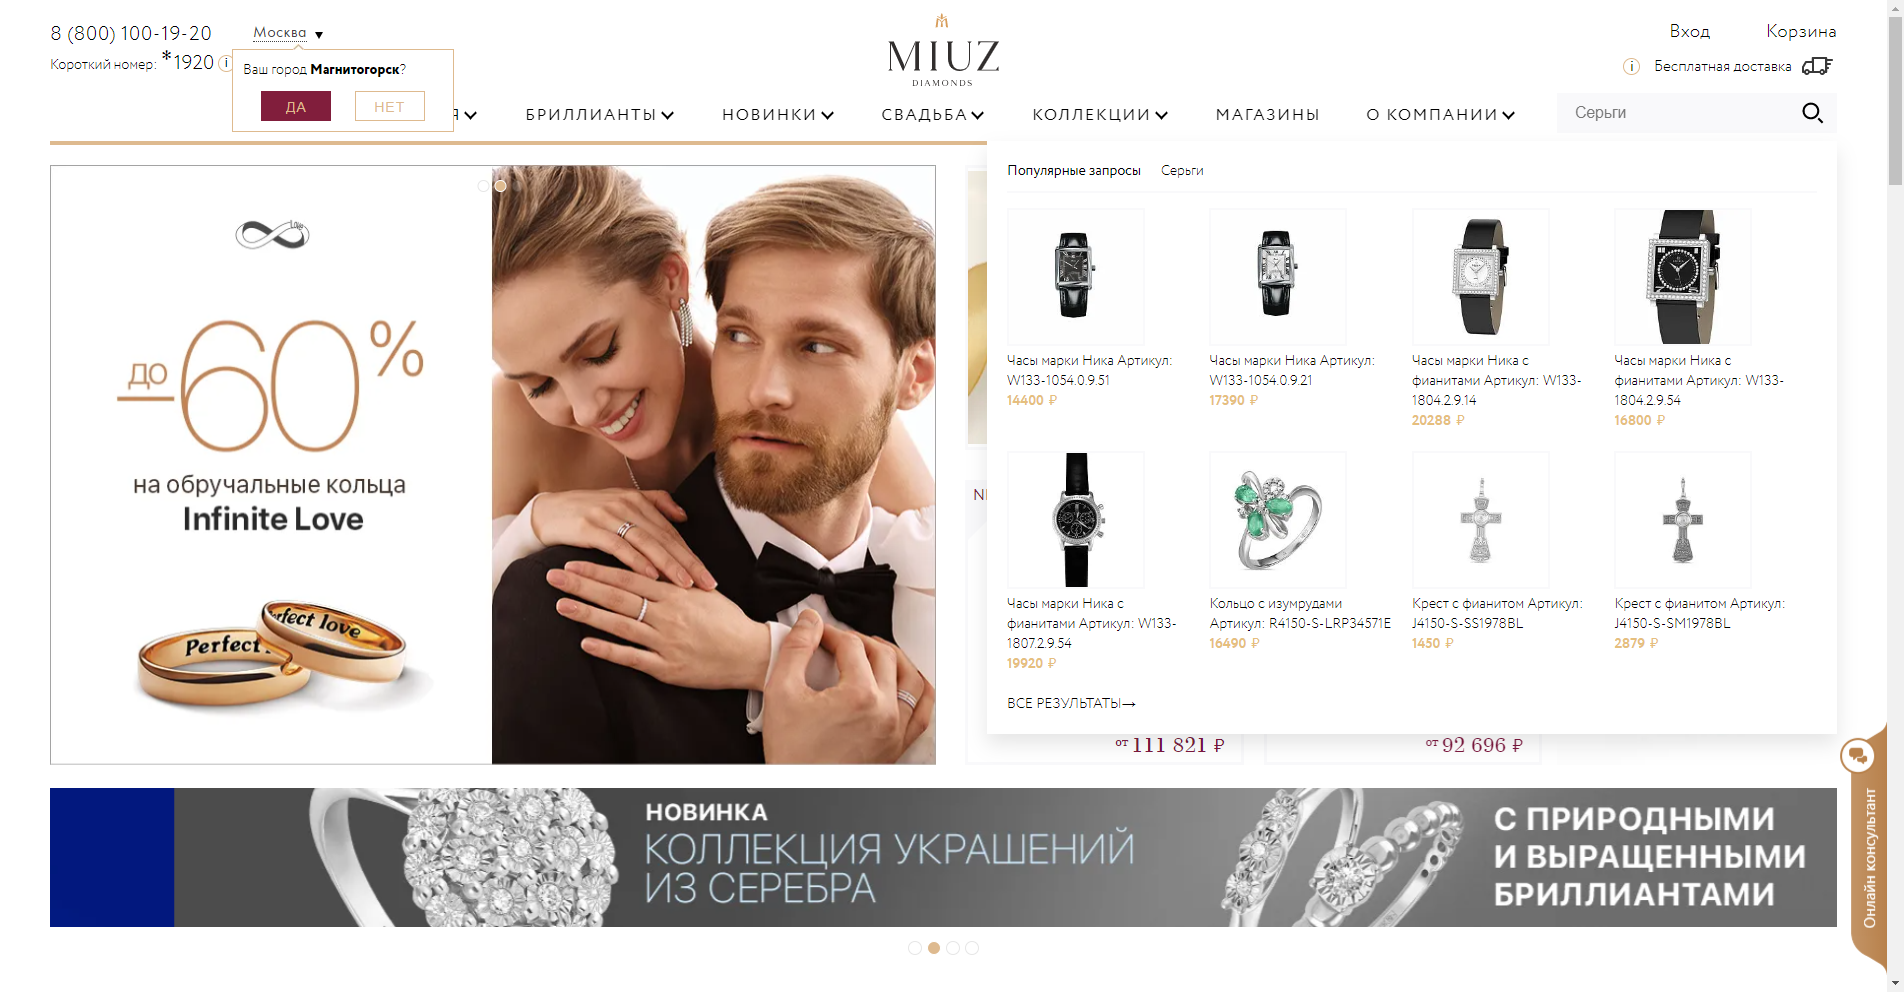 8 (800) 100-19-20
Москва
Короткий номер: *1920
Ваш город Магнитогорск?
ДА
НЕТ
MIUZ
DIAMONDS
Вход
Корзина
Бесплатная доставка
Я
БРИЛЛИАНТЫ
НОВИНКИ
СВАДЬБА
КОЛЛЕКЦИИ
МАГАЗИНЫ
О КОМПАНИИ
Серьги
Популярные запросы
Серьги
Love
ДО 60%
на обручальные кольца
Infinite Love
Perfect
Perfect love
Часы марки Ника Артикул:
W133-1054.0.9.51
14400 ₽
Часы марки Ника Артикул:
W133-1054.0.9.21
17390 ₽
Часы марки Ника с
фианитами Артикул: W133-
1804.2.9.14
20288 ₽
Часы марки Ника с
фианитами Артикул: W133-
1804.2.9.54
16800 ₽
Часы марки Ника с
фианитами Артикул: W133-
1807.2.9.54
19920 ₽
Кольцо с изумрудами
Артикул: R4150-S-LRP34571E
16490 ₽
Крест с фианитом Артикул:
J4150-S-SS1978BL
1450 ₽
Крест с фианитом Артикул:
J4150-S-SM1978BL
2879 ₽
ВСЕ РЕЗУЛЬТАТЫ→
от 111 821 ₽
от 92 696 ₽
НОВИНКА
КОЛЛЕКЦИЯ УКРАШЕНИЙ
ИЗ СЕРЕБРА
С ПРИРОДНЫМИ
И ВЫРАЩЕННЫМИ
БРИЛЛИАНТАМИ
Онлайн консультант